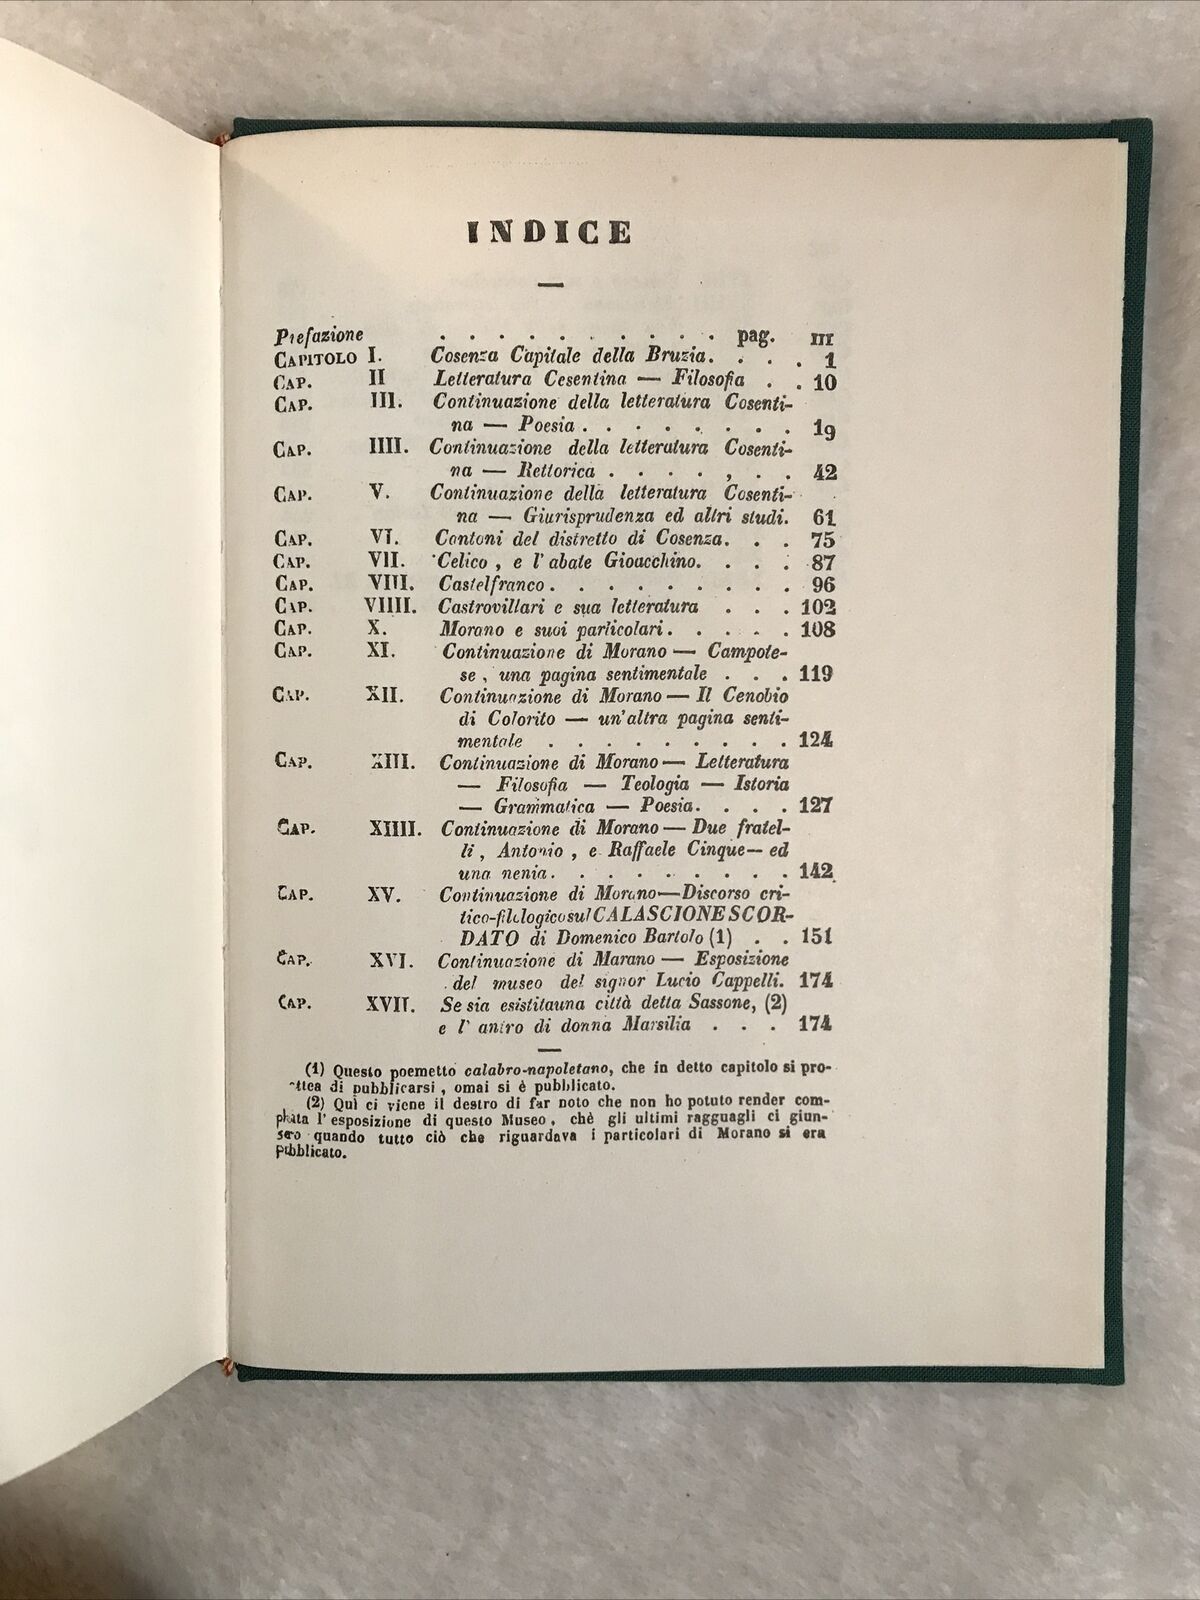 INDICE
Prefazione . . . . . . . . . . pag. III
CAPITOLO I. Cosenza Capitale della Bruzia. . . . 1
CAP. II Letteratura Cesentina — Filosofia . . 10
CAP. III. Continuazione della letteratura Cosenti-
na — Poesia . . . . . . . . 19
CAP. IIII. Continuazione della letteratura Cosenti-
na — Rettorica . . . . , . . 42
CAP. V. Continuazione della letteratura Cosenti-
na — Giurisprudenza ed altri studi. 61
CAP. VI. Cantoni del distretto di Cosenza. . . 75
CAP. VII. Celico , e l'abate Gioacchino. . . . 87
CAP. VIII. Castelfranco . . . . . . . . . 96
CAP. VIIII. Castrovillari e sua letteratura . . . 102
CAP. X. Morano e suoi particolari . . . . . 108
CAP. XI. Continuazione di Morano — Campote-
se , una pagina sentimentale . . . 119
CAP. XII. Continuazione di Morano — Il Cenobio
di Colorito — un'altra pagina senti-
mentale . . . . . . . . . 124
CAP. XIII. Continuazione di Morano — Letteratura
— Filosofia — Teologia — Istoria
— Grammatica — Poesia. . . . 127
CAP. XIIII. Continuazione di Morano — Due fratel-
li , Antonio , e Raffaele Cinque — ed
una nenia. . . . . . . . . 142
CAP. XV. Continuazione di Morano—Discorso cri-
tico-filologico sul CALASCIONE SCOR-
DATO di Domenico Bartolo (1) . . 151
CAP. XVI. Continuazione di Marano — Esposizione
del museo del signor Lucio Cappelli. 174
CAP. XVII. Se sia esistitauna città detta Sassone, (2)
e l' antro di donna Marsilia . . . 174
(1) Questo poemetto calabro-napoletano, che in detto capitolo si pro-
ttea di pubblicarsi , omai si è pubblicato.
(2) Quì ci viene il destro di far noto che non ho potuto render com-
pluta l'esposizione di questo Museo , chè gli ultimi ragguagli ci giun-
sero quando tutto ciò che riguardava i particolari di Morano si era
pubblicato.